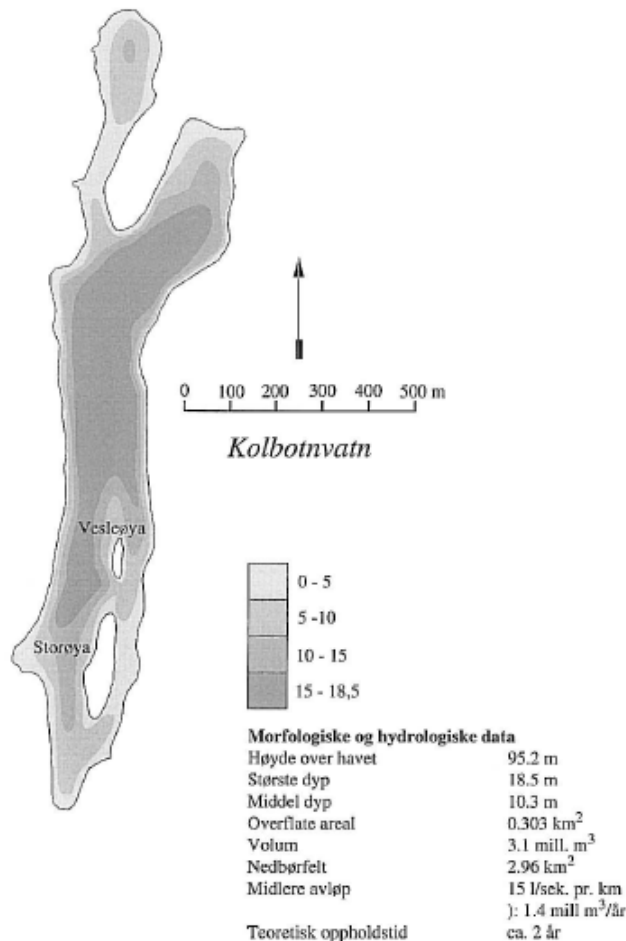 0 100 200 300 400 500 m
Kolbotnvatn
Vesleøya
Storøya
0 - 5
5 -10
10 - 15
15 - 18,5
Morfologiske og hydrologiske data
Høyde over havet 95.2 m
Største dyp 18.5 m
Middel dyp 10.3 m
Overflate areal 0.303 km²
Volum 3.1 mill. m³
Nedbørfelt 2.96 km²
Midlere avløp 15 l/sek. pr. km
): 1.4 mill m³/år
Teoretisk oppholdstid ca. 2 år